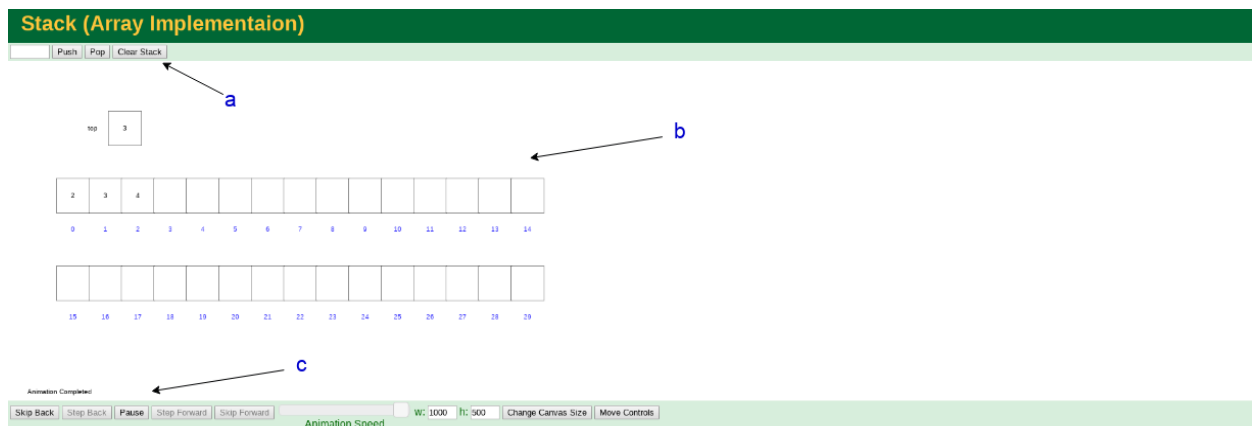 Stack (Array Implementaion)
Push Pop Clear Stack
a
top 3
b
2 3 4
0 1 2 3 4 5 6 7 8 9 10 11 12 13 14
15 16 17 18 19 20 21 22 23 24 25 26 27 28 29
c
Animation Completed
Skip Back Step Back Pause Step Forward Skip Forward w: 1000 h: 500 Change Canvas Size Move Controls
Animation Speed